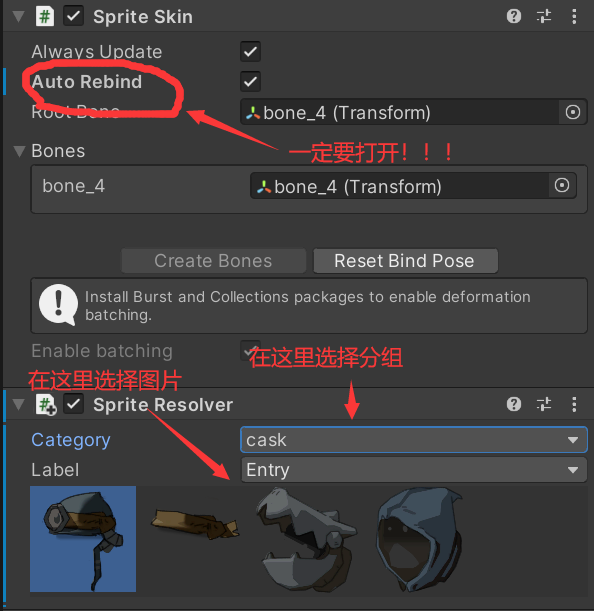 Sprite Skin
Always Update
Auto Rebind
Root Bone
bone_4 (Transform)
一定要打开！！！
Bones
bone_4
bone_4 (Transform)
Create Bones
Reset Bind Pose
Install Burst and Collections packages to enable deformation
batching.
Enable batching
在这里选择分组
在这里选择图片
Sprite Resolver
Category
cask
Label
Entry